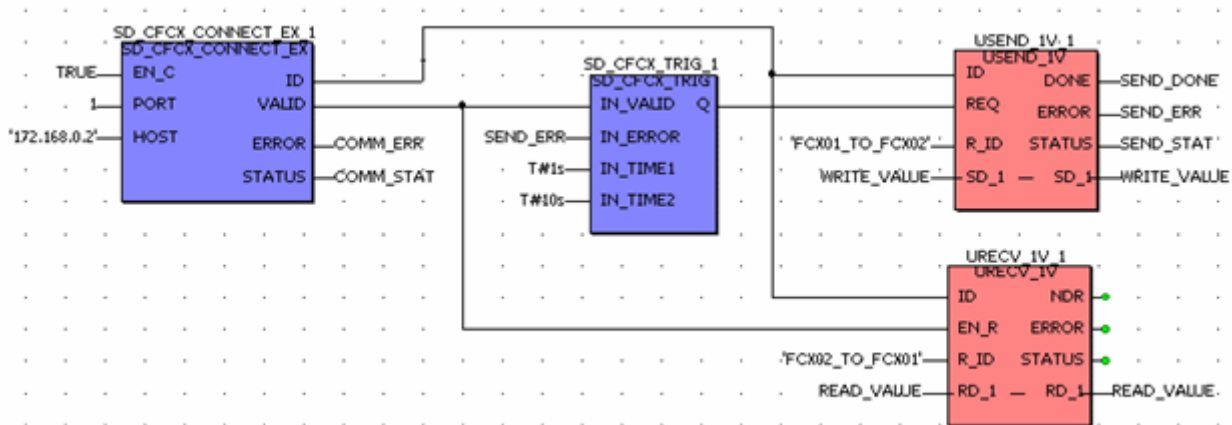 SD_CFCX_CONNECT_EX_1
SD_CFCX_CONNECT_EX
TRUE EN_C ID
1 PORT VALID
'172.168.0.2' HOST
ERROR COMM_ERR
STATUS COMM_STAT
SD_CFCX_TRIG_1
SD_CFCX_TRIG
IN_VALID Q
SEND_ERR IN_ERROR
T#1s IN_TIME1
T#10s IN_TIME2
USEND_1V_1
USEND_1V
ID DONE SEND_DONE
REQ ERROR SEND_ERR
'FCX01_TO_FCX02' R_ID STATUS SEND_STAT
WRITE_VALUE SD_1 — SD_1 WRITE_VALUE
URECV_1V_1
URECV_1V
ID NDR
EN_R ERROR
'FCX02_TO_FCX01' R_ID STATUS
READ_VALUE RD_1 — RD_1 READ_VALUE